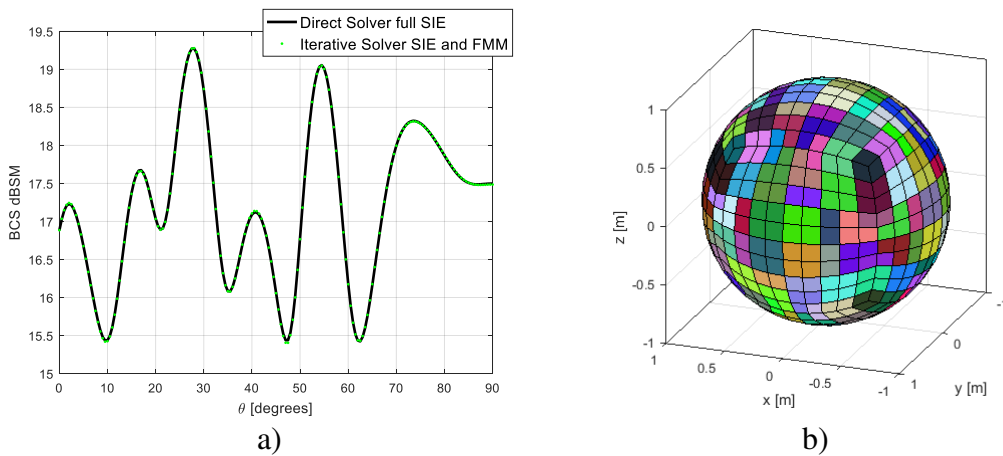 Direct Solver full SIE
Iterative Solver SIE and FMM
19.5
19
18.5
18
17.5
17
16.5
16
15.5
15
BCS dBSM
0 10 20 30 40 50 60 70 80 90
θ [degrees]
a)
1
0.5
0
-0.5
-1
z [m]
1 0.5 0 -0.5 -1
x [m]
1 0
y [m]
b)